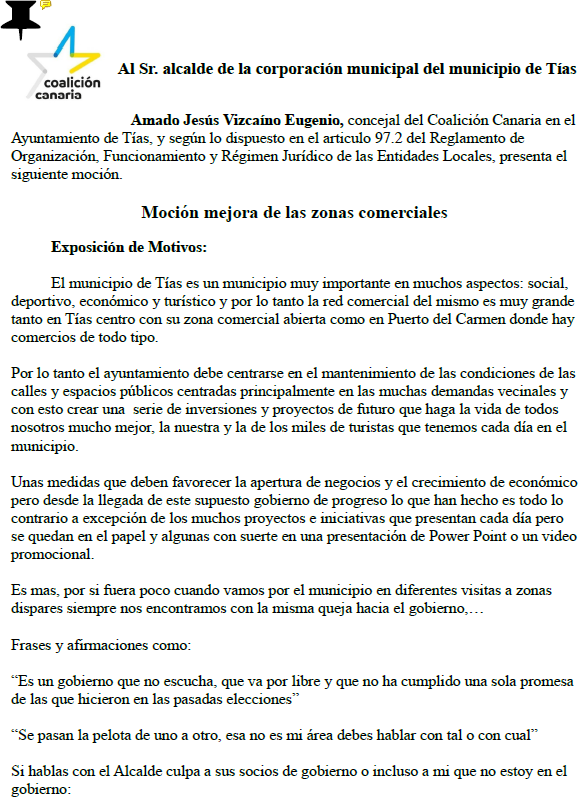 coalición
canaria
Al Sr. alcalde de la corporación municipal del municipio de Tías
Amado Jesús Vizcaíno Eugenio, concejal del Coalición Canaria en el
Ayuntamiento de Tías, y según lo dispuesto en el articulo 97.2 del Reglamento de
Organización, Funcionamiento y Régimen Jurídico de las Entidades Locales, presenta el
siguiente moción.
Moción mejora de las zonas comerciales
Exposición de Motivos:
El municipio de Tías es un municipio muy importante en muchos aspectos: social,
deportivo, económico y turístico y por lo tanto la red comercial del mismo es muy grande
tanto en Tías centro con su zona comercial abierta como en Puerto del Carmen donde hay
comercios de todo tipo.
Por lo tanto el ayuntamiento debe centrarse en el mantenimiento de las condiciones de las
calles y espacios públicos centradas principalmente en las muchas demandas vecinales y
con esto crear una  serie de inversiones y proyectos de futuro que haga la vida de todos
nosotros mucho mejor, la nuestra y la de los miles de turistas que tenemos cada día en el
municipio.
Unas medidas que deben favorecer la apertura de negocios y el crecimiento de económico
pero desde la llegada de este supuesto gobierno de progreso lo que han hecho es todo lo
contrario a excepción de los muchos proyectos e iniciativas que presentan cada día pero
se quedan en el papel y algunas con suerte en una presentación de Power Point o un video
promocional.
Es mas, por si fuera poco cuando vamos por el municipio en diferentes visitas a zonas
dispares siempre nos encontramos con la misma queja hacia el gobierno,…
Frases y afirmaciones como:
“Es un gobierno que no escucha, que va por libre y que no ha cumplido una sola promesa
de las que hicieron en las pasadas elecciones”
“Se pasan la pelota de uno a otro, esa no es mi área debes hablar con tal o con cual”
Si hablas con el Alcalde culpa a sus socios de gobierno o incluso a mi que no estoy en el
gobierno: